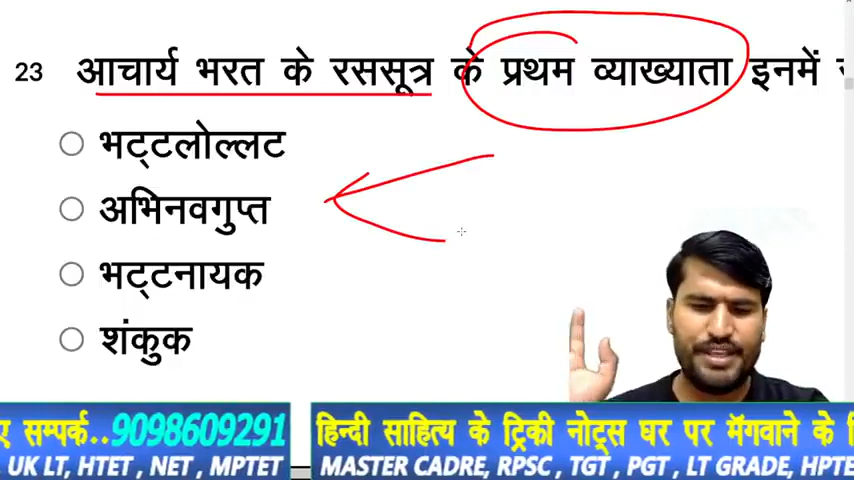 23 आचार्य भरत के रससूत्र के प्रथम व्याख्याता इनमें
भट्टलोल्लट
अभिनवगुप्त
भट्टनायक
शंकुक
सम्पर्क..9098609291 हिन्दी साहित्य के ट्रिकी नोट्स घर पर मॅगवाने के
, UK LT, HTET , NET , MPTET MASTER CADRE, RPSC , TGT , PGT , LT GRADE, HPTE